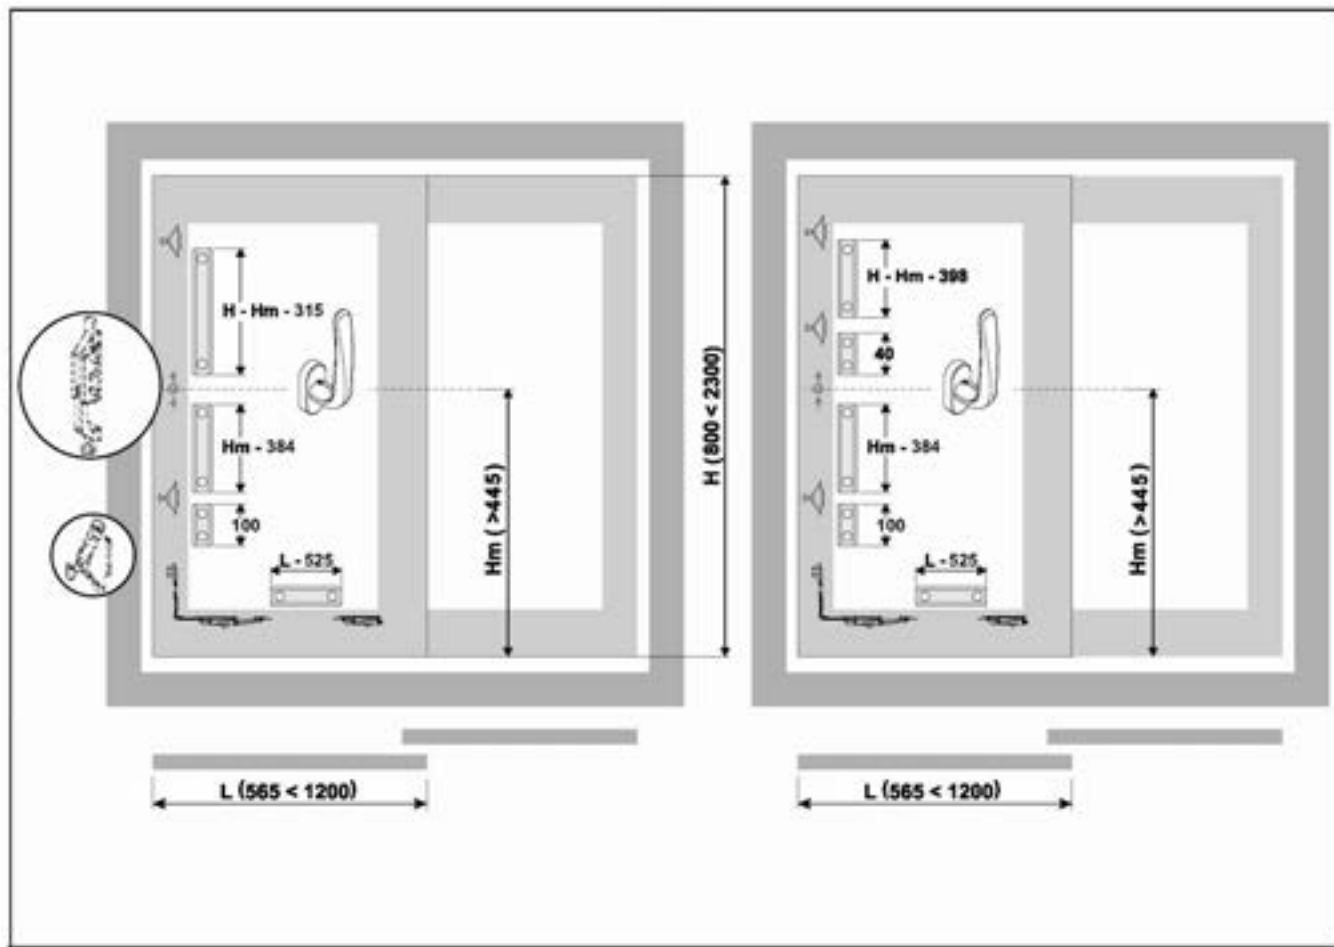 H - Hm - 315
Hm - 384
100
L - 525
Hm ( >445)
H (800 < 2300)
L (565 < 1200)
H - Hm - 398
40
Hm - 384
100
L - 525
Hm ( >445)
L (565 < 1200)